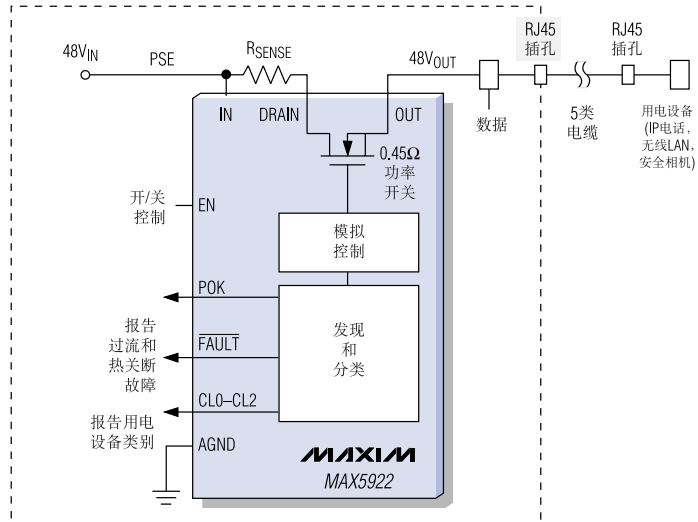 48V_IN
PSE
R_SENSE
48V_OUT
RJ45
插孔
RJ45
插孔
IN
DRAIN
OUT
数据
5类
电缆
用电设备
(IP电话,
无线LAN,
安全相机)
0.45Ω
功率
开关
开/关
控制
EN
模拟
控制
POK
报告
过流和
热关断
故障
FAULT
发现
和
分类
CL0–CL2
报告用电
设备类别
AGND
MAXIM
MAX5922